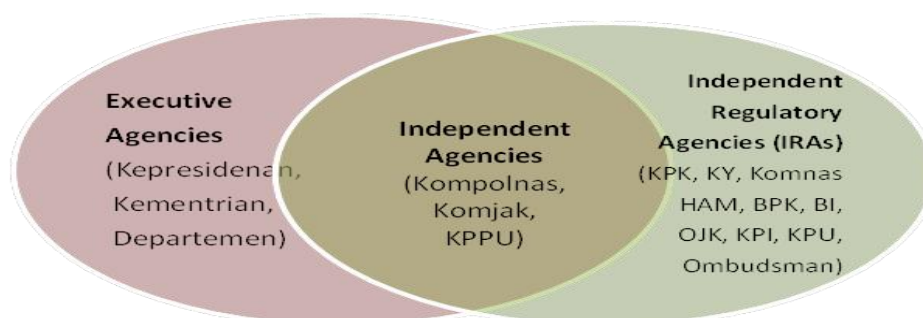 Executive
Agencies
(Kepresidenan,
Kementrian,
Departemen)
Independent
Agencies
(Kompolnas,
Komjak,
KPPU)
Independent
Regulatory
Agencies (IRAs)
(KPK, KY, Komnas
HAM, BPK, BI,
OJK, KPI, KPU,
Ombudsman)